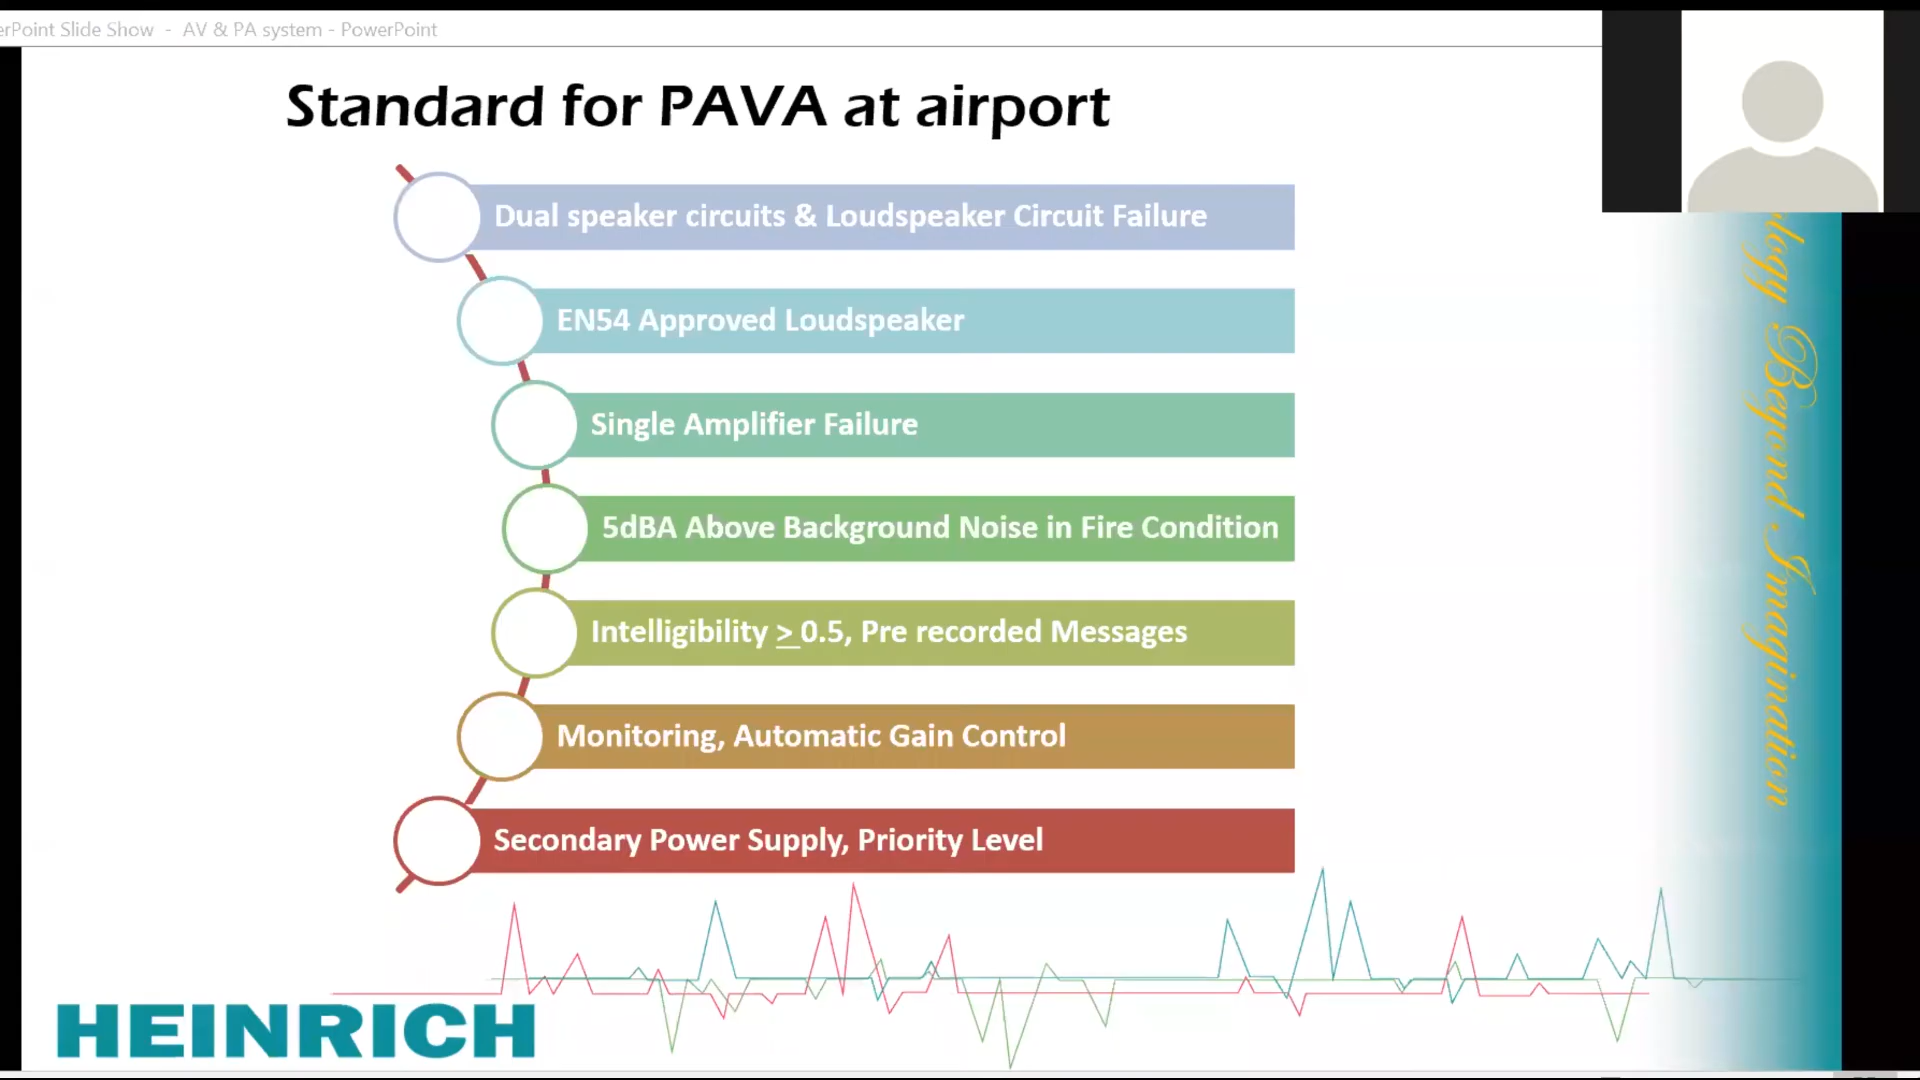 erPoint Slide Show - AV & PA system - PowerPoint
Standard for PAVA at airport
Dual speaker circuits & Loudspeaker Circuit Failure
EN54 Approved Loudspeaker
Single Amplifier Failure
5dBA Above Background Noise in Fire Condition
Intelligibility > 0.5, Pre recorded Messages
Monitoring, Automatic Gain Control
Secondary Power Supply, Priority Level
ology Beyond Imagination
HEINRICH